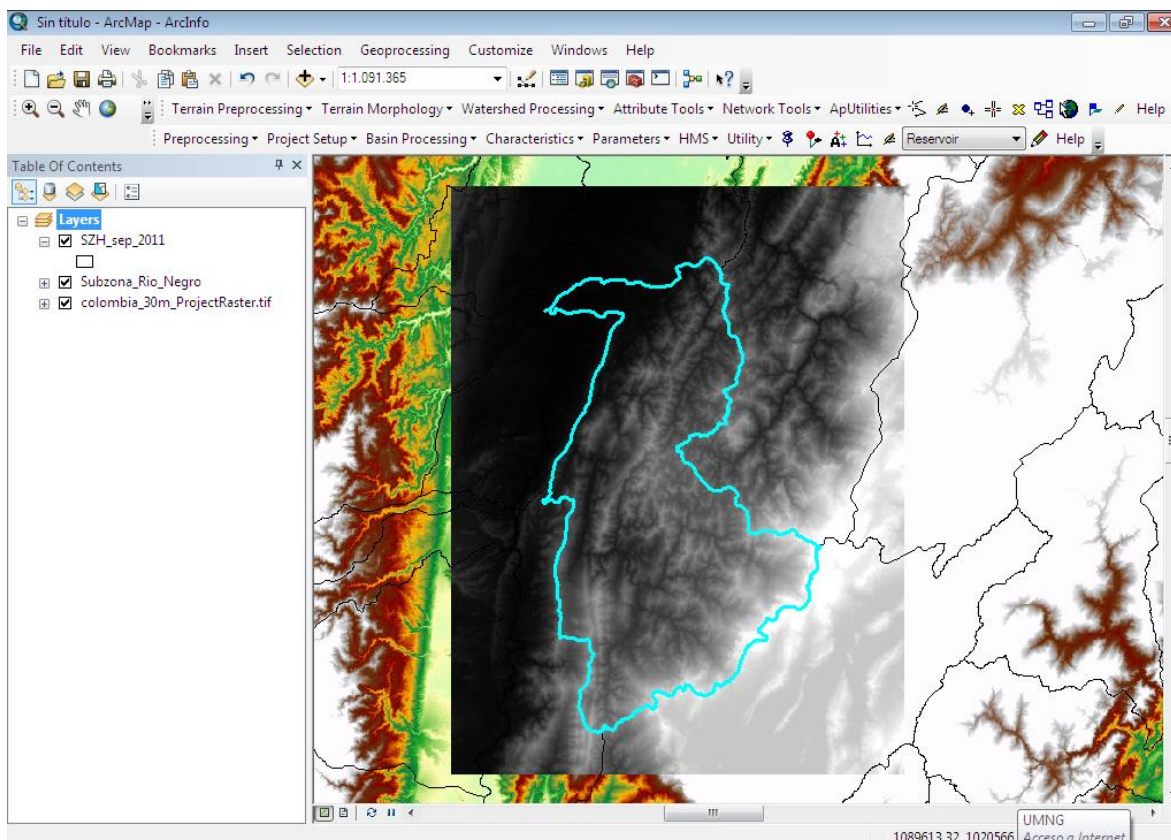 Sin título - ArcMap - ArcInfo
File Edit View Bookmarks Insert Selection Geoprocessing Customize Windows Help
1:1.091.365
Terrain Preprocessing Terrain Morphology Watershed Processing Attribute Tools Network Tools ApUtilities Help
Preprocessing Project Setup Basin Processing Characteristics Parameters HMS Utility Reservoir Help
Table Of Contents
Layers
SZH_sep_2011
Subzona_Rio_Negro
colombia_30m_ProjectRaster.tif
UMNG
1089613,32 1020566 Acceso a Internet